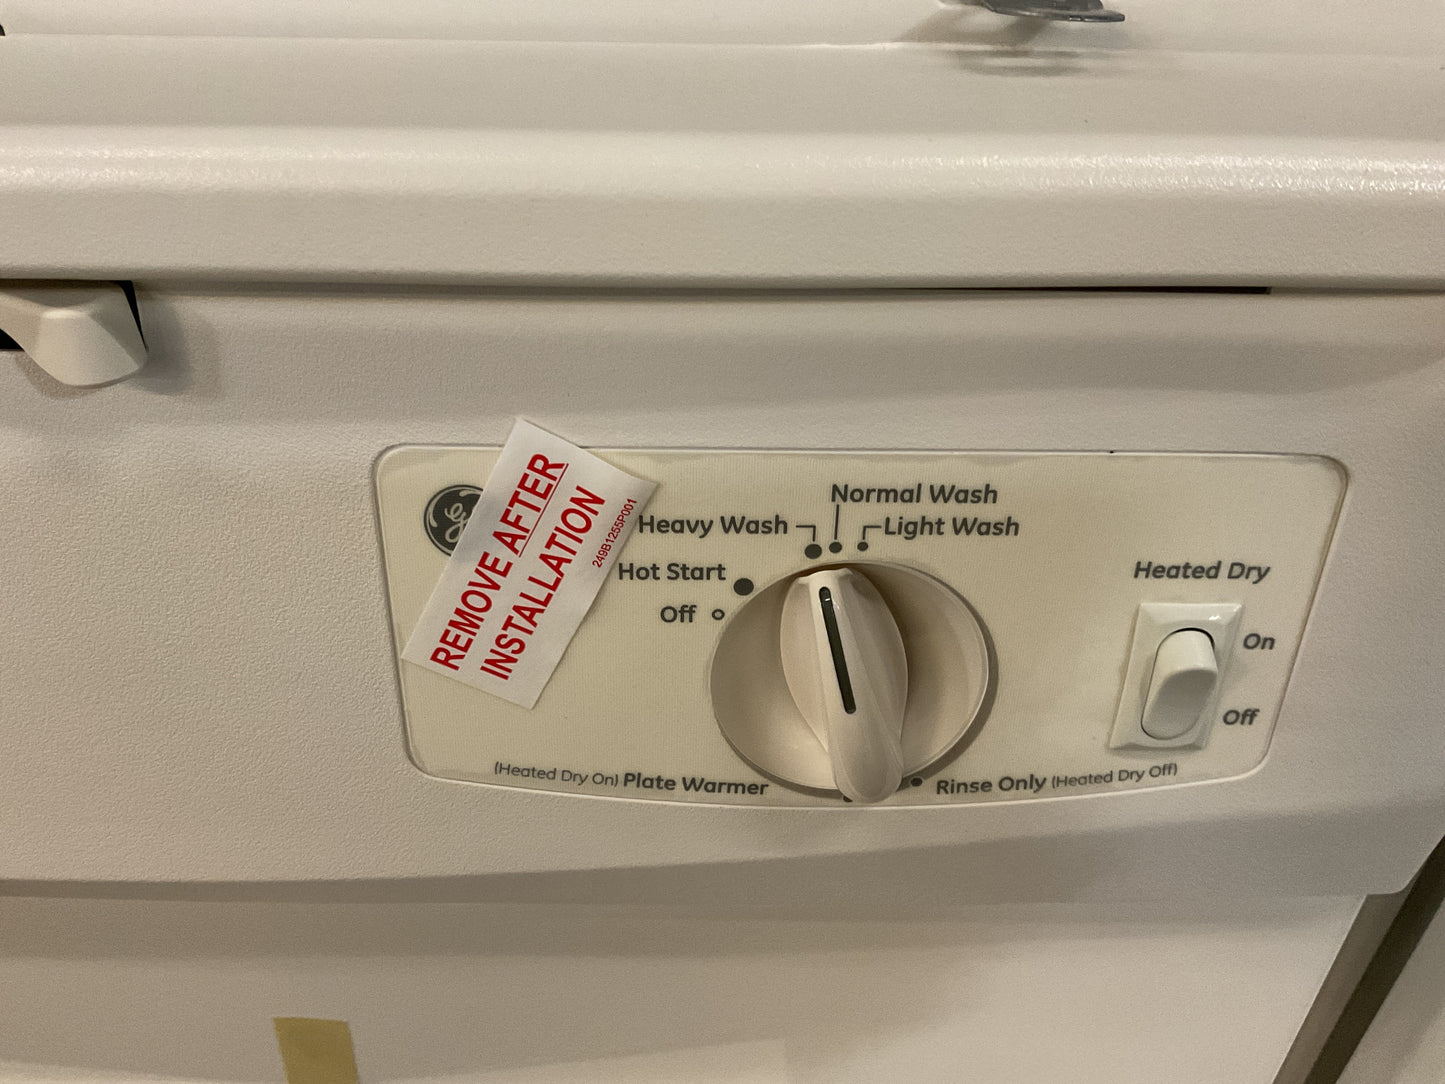 GE
REMOVE AFTER
INSTALLATION
249B1255P001
Normal Wash
Heavy Wash
Light Wash
Hot Start
Off
Heated Dry
On
Off
(Heated Dry On) Plate Warmer
Rinse Only (Heated Dry Off)